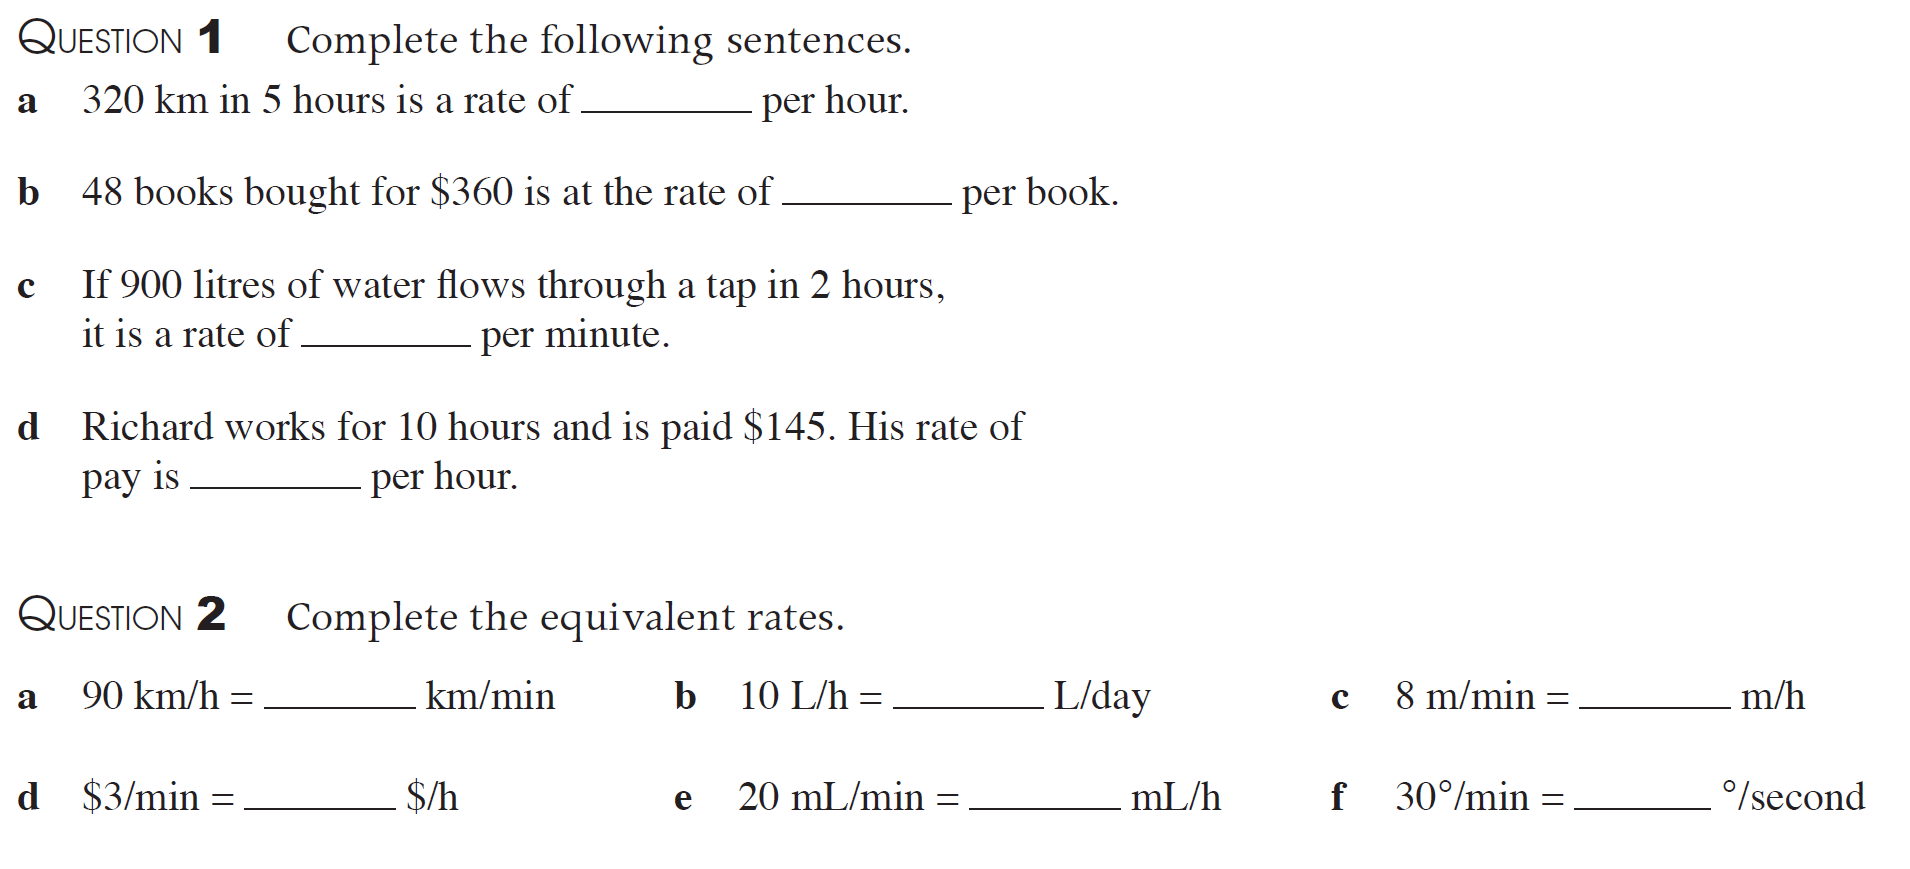 QUESTION 1 Complete the following sentences.
a 320 km in 5 hours is a rate of ________ per hour.
b 48 books bought for $360 is at the rate of ________ per book.
c If 900 litres of water flows through a tap in 2 hours,
it is a rate of ________ per minute.
d Richard works for 10 hours and is paid $145. His rate of
pay is ________ per hour.
QUESTION 2 Complete the equivalent rates.
a 90 km/h = ________ km/min b 10 L/h = ________ L/day c 8 m/min = ________ m/h
d $3/min = ________ $/h e 20 mL/min = ________ mL/h f 30°/min = ________ °/second